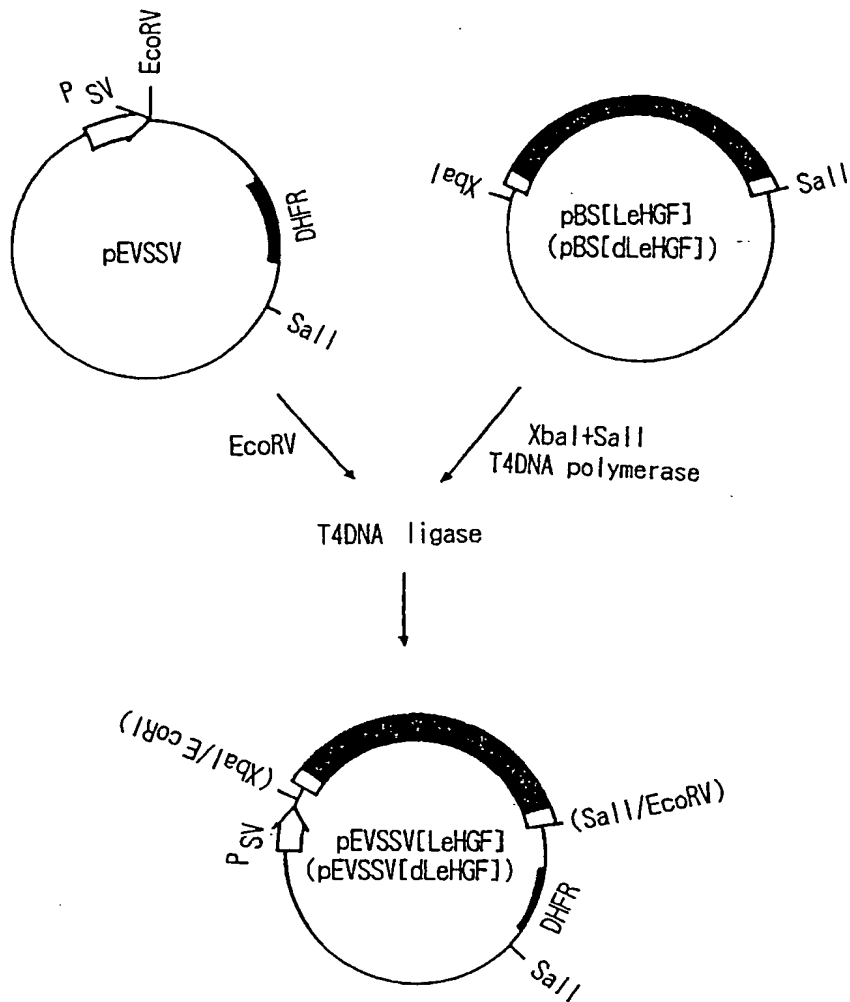 P SV
EcoRV
DHFR
pEVSSV
SalI
XbaI
SalI
pBS[LeHGF]
(pBS[dLeHGF])
EcoRV
XbaI+SalI
T4DNA polymerase
T4DNA ligase
(XbaI/EcoRI)
(SalI/EcoRV)
P SV
pEVSSV[LeHGF]
(pEVSSV[dLeHGF])
DHFR
SalI